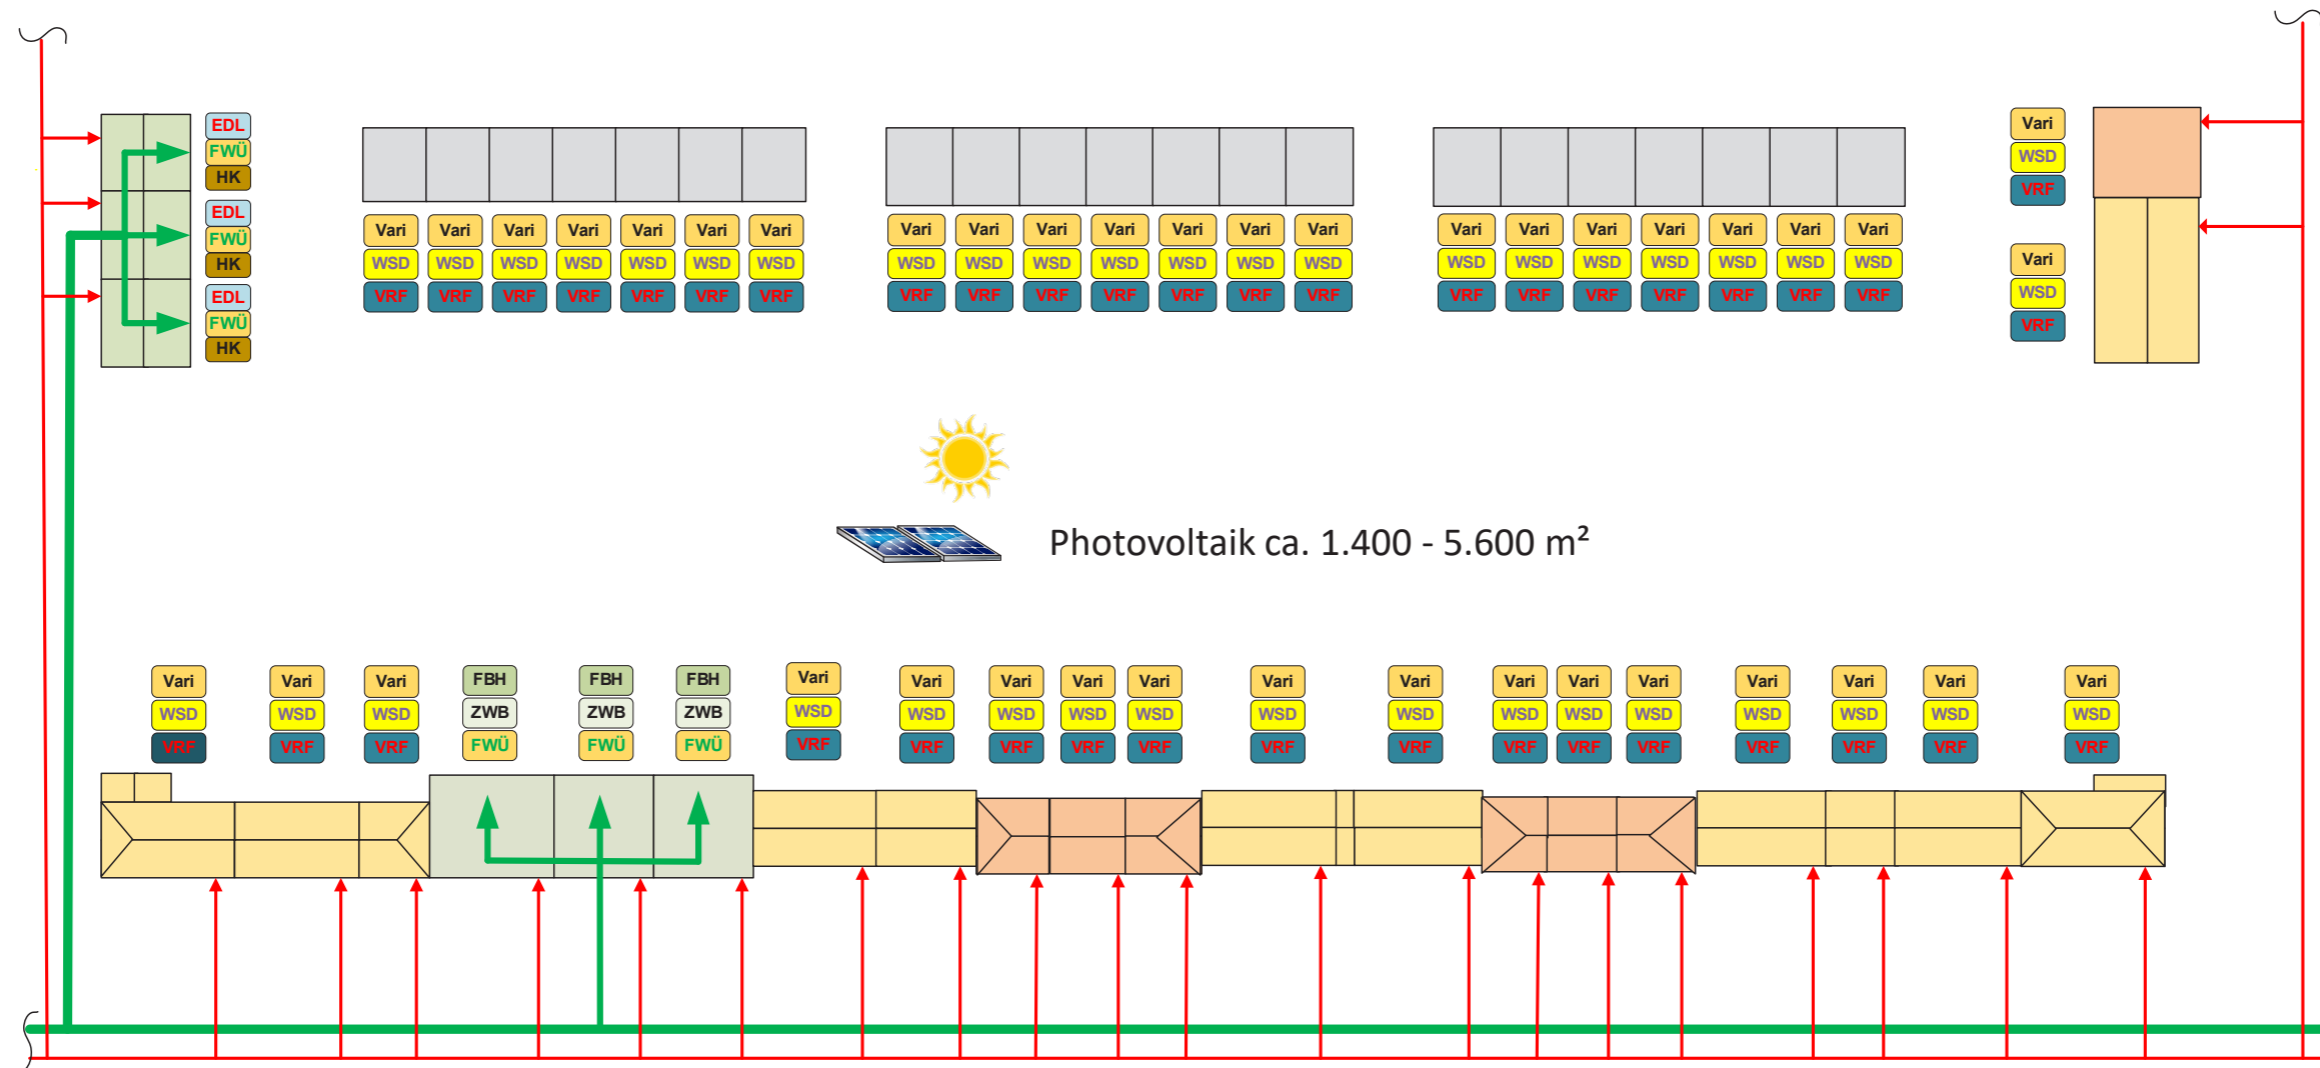 EDL
FWÜ
HK
EDL
FWÜ
HK
EDL
FWÜ
HK
Vari Vari Vari Vari Vari Vari Vari
WSD WSD WSD WSD WSD WSD WSD
VRF VRF VRF VRF VRF VRF VRF
Vari Vari Vari Vari Vari Vari Vari
WSD WSD WSD WSD WSD WSD WSD
VRF VRF VRF VRF VRF VRF VRF
Vari Vari Vari Vari Vari Vari Vari
WSD WSD WSD WSD WSD WSD WSD
VRF VRF VRF VRF VRF VRF VRF
Vari
WSD
VRF
Vari
WSD
VRF
Photovoltaik ca. 1.400 - 5.600 m²
Vari Vari Vari FBH FBH FBH Vari Vari Vari Vari Vari Vari Vari Vari Vari Vari Vari Vari Vari Vari
WSD WSD WSD ZWB ZWB ZWB WSD WSD WSD WSD WSD WSD WSD WSD WSD WSD WSD WSD WSD WSD
VRF VRF VRF FWÜ FWÜ FWÜ VRF VRF VRF VRF VRF VRF VRF VRF VRF VRF VRF VRF VRF VRF